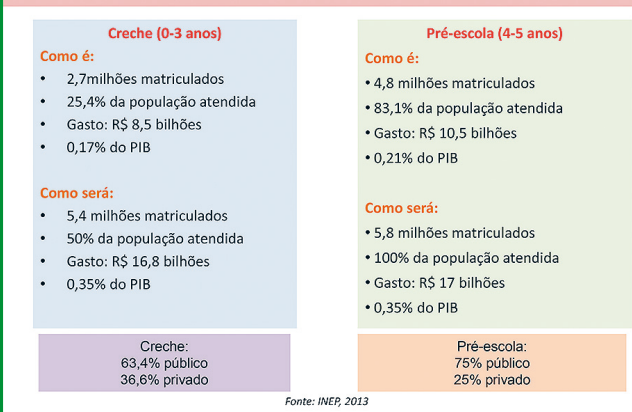 Creche (0-3 anos)
Como é:
• 2,7milhões matriculados
• 25,4% da população atendida
• Gasto: R$ 8,5 bilhões
• 0,17% do PIB
Como será:
• 5,4 milhões matriculados
• 50% da população atendida
• Gasto: R$ 16,8 bilhões
• 0,35% do PIB
Creche:
63,4% público
36,6% privado
Pré-escola (4-5 anos)
Como é:
• 4,8 milhões matriculados
• 83,1% da população atendida
• Gasto: R$ 10,5 bilhões
• 0,21% do PIB
Como será:
• 5,8 milhões matriculados
• 100% da população atendida
• Gasto: R$ 17 bilhões
• 0,35% do PIB
Pré-escola:
75% público
25% privado
Fonte: INEP, 2013